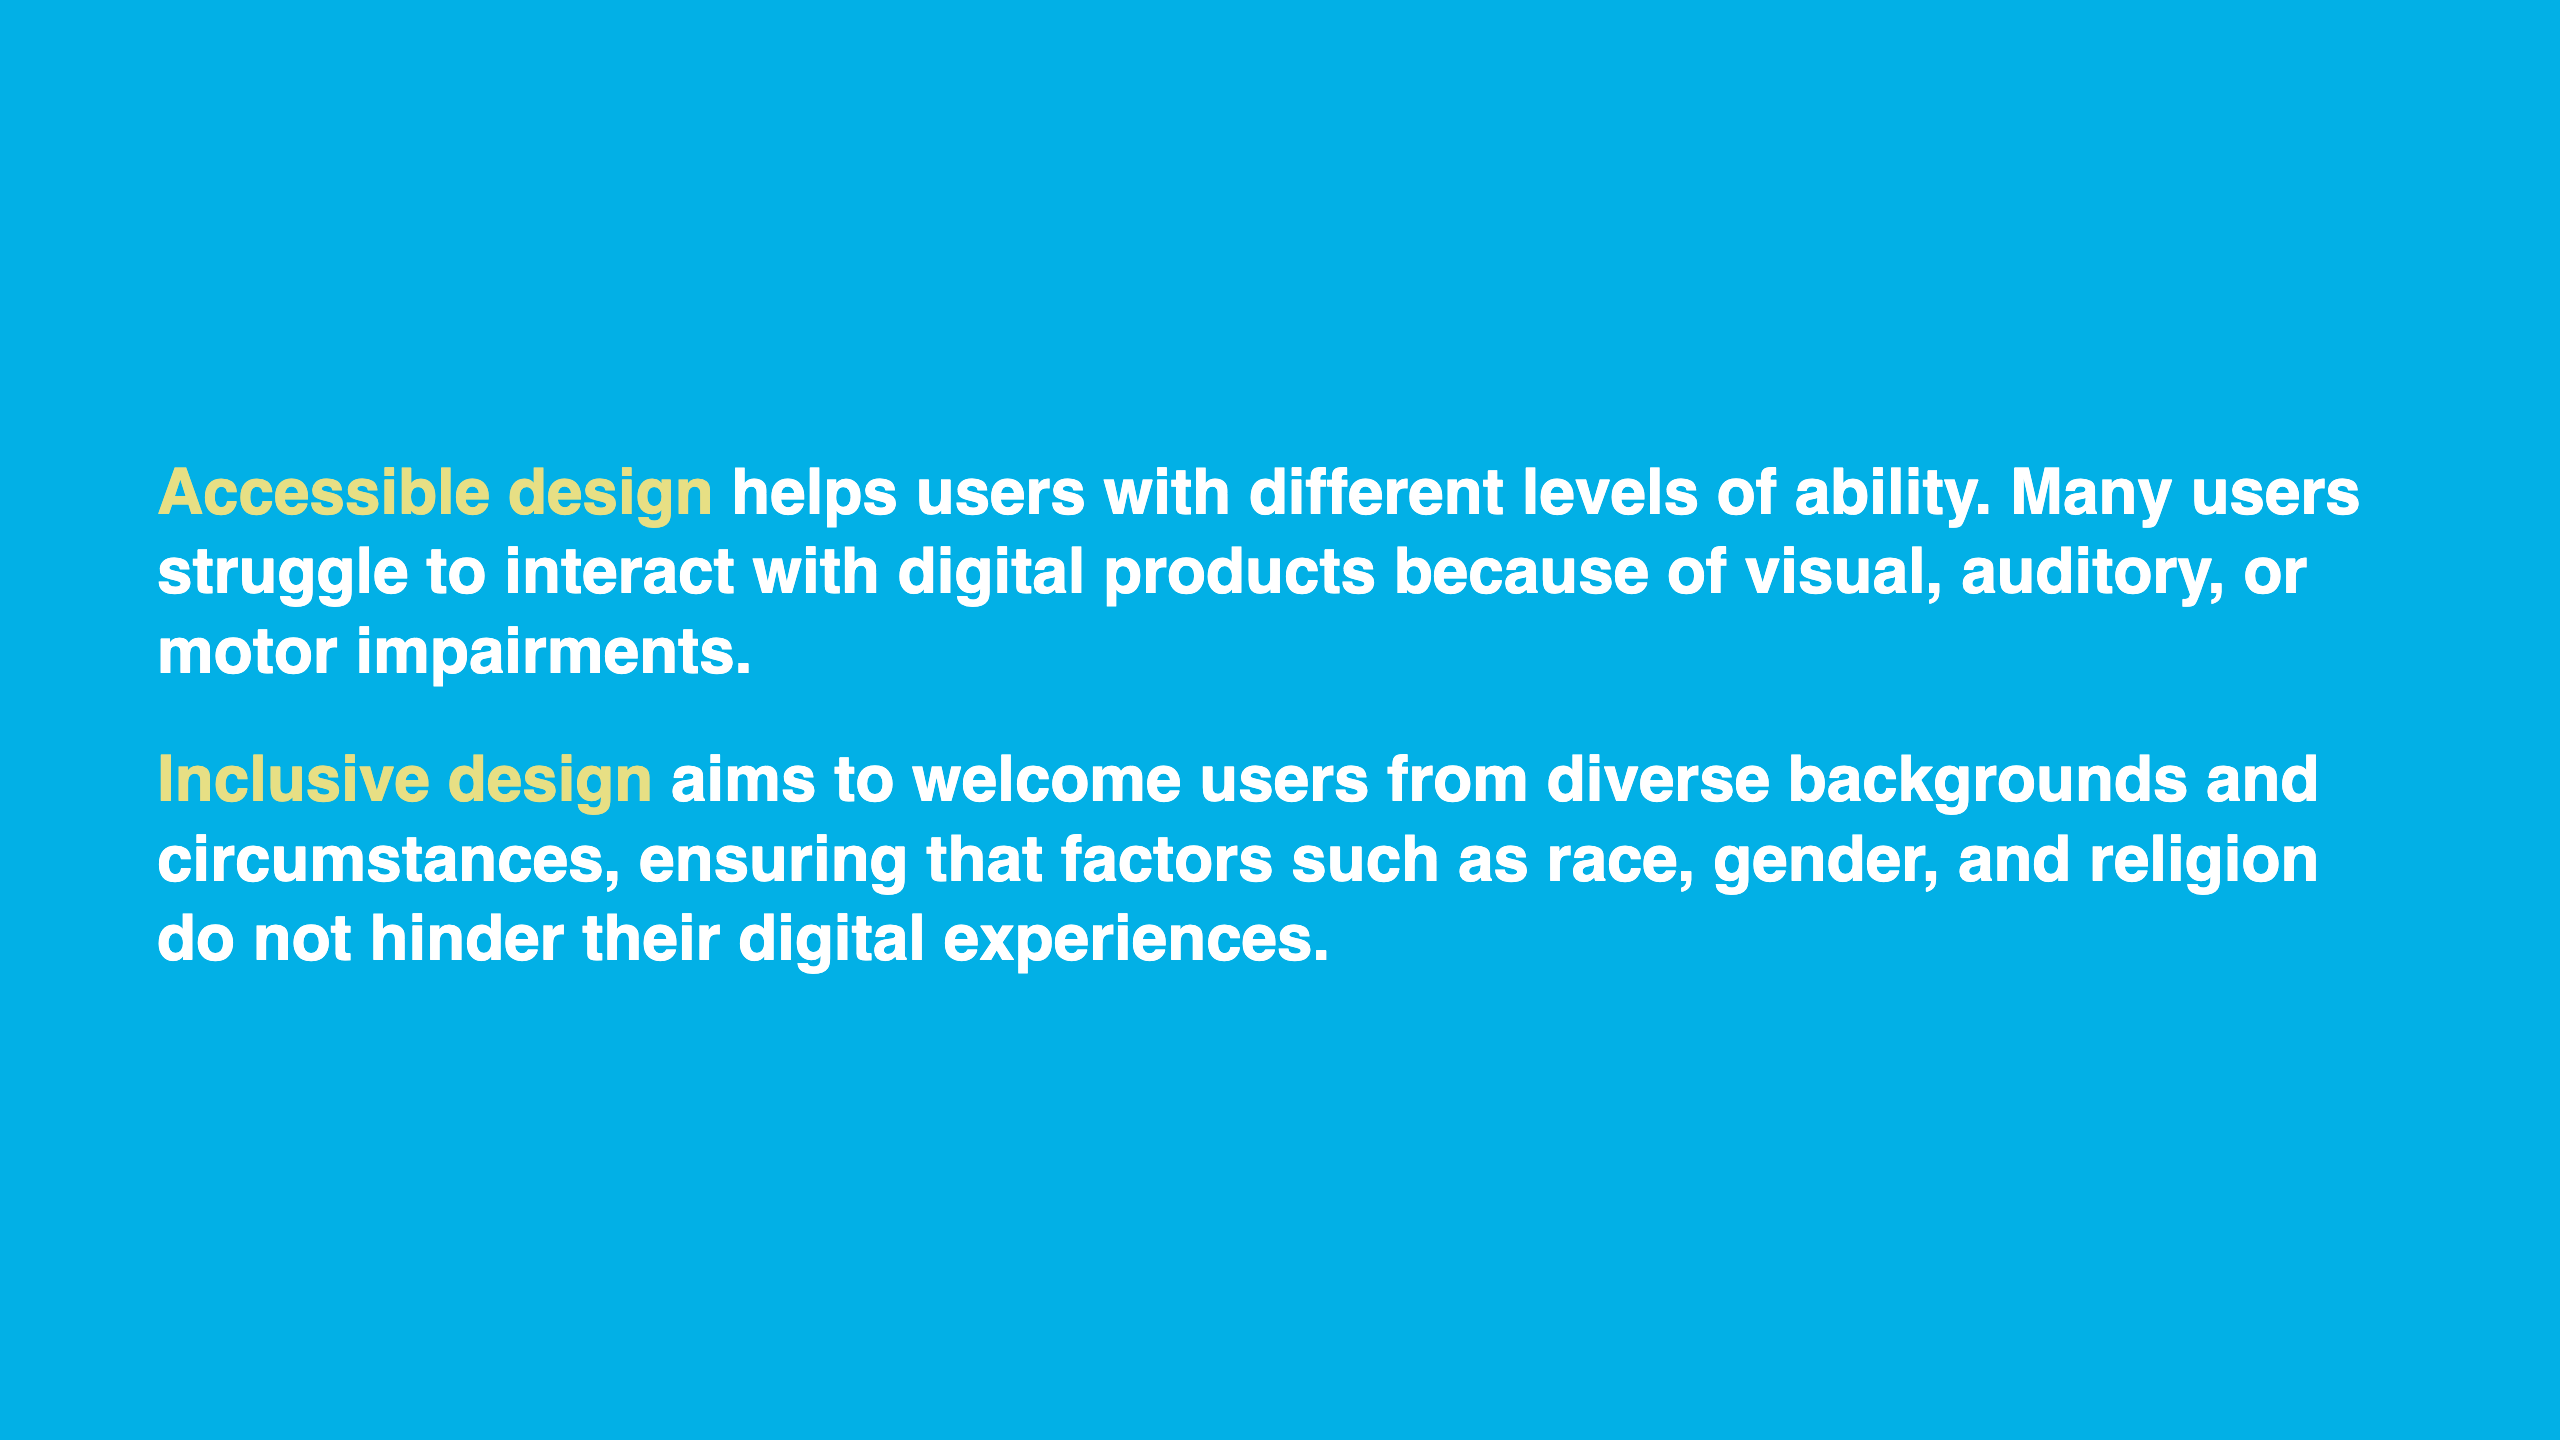 Accessible design helps users with different levels of ability. Many users
struggle to interact with digital products because of visual, auditory, or
motor impairments.
Inclusive design aims to welcome users from diverse backgrounds and
circumstances, ensuring that factors such as race, gender, and religion
do not hinder their digital experiences.